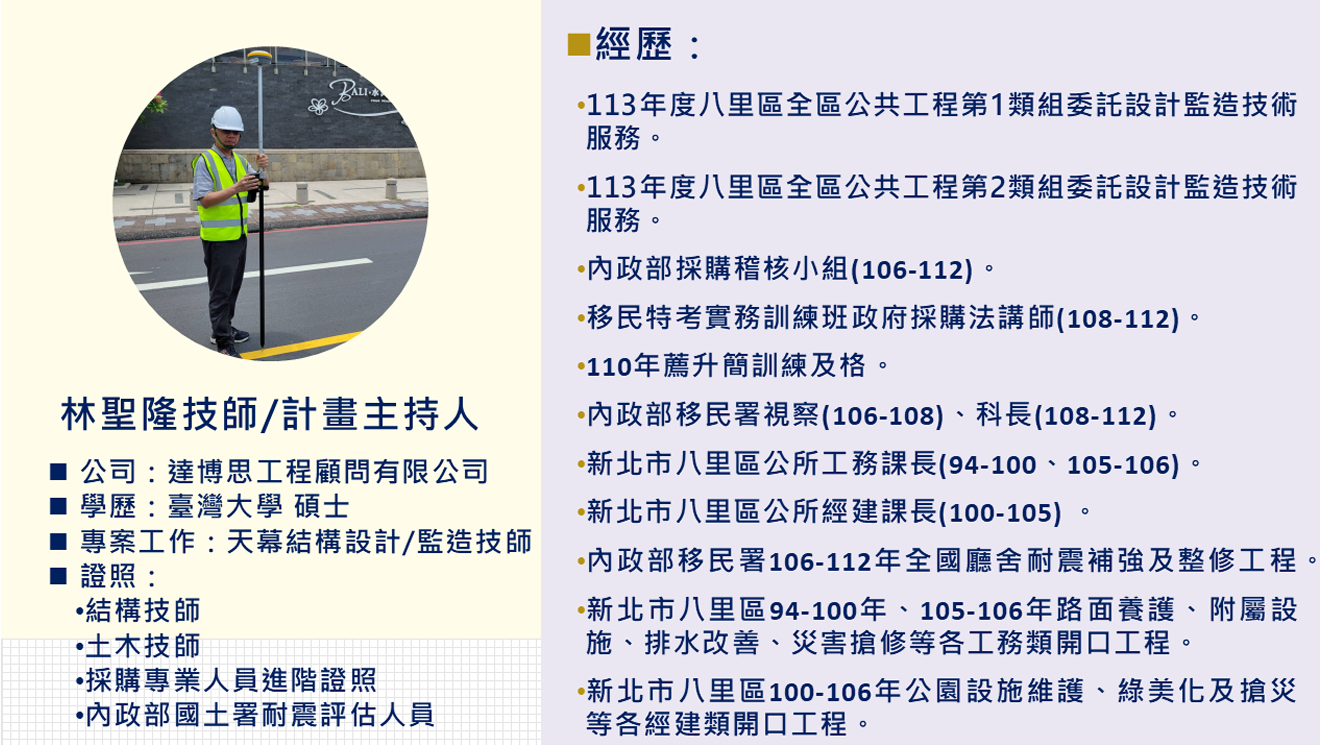 BALI·水
林聖隆技師/計畫主持人
■ 公司：達博思工程顧問有限公司
■ 學歷：臺灣大學 碩士
■ 專案工作：天幕結構設計/監造技師
■ 證照：
•結構技師
•土木技師
•採購專業人員進階證照
•內政部國土署耐震評估人員
■經歷：
•113年度八里區全區公共工程第1類組委託設計監造技術
服務。
•113年度八里區全區公共工程第2類組委託設計監造技術
服務。
•內政部採購稽核小組(106-112)。
•移民特考實務訓練班政府採購法講師(108-112)。
•110年薦升簡訓練及格。
•內政部移民署視察(106-108)、科長(108-112)。
•新北市八里區公所工務課長(94-100、105-106)。
•新北市八里區公所經建課長(100-105) 。
•內政部移民署106-112年全國廳舍耐震補強及整修工程。
•新北市八里區94-100年、105-106年路面養護、附屬設
施、排水改善、災害搶修等各工務類開口工程。
•新北市八里區100-106年公園設施維護、綠美化及搶災
等各經建類開口工程。